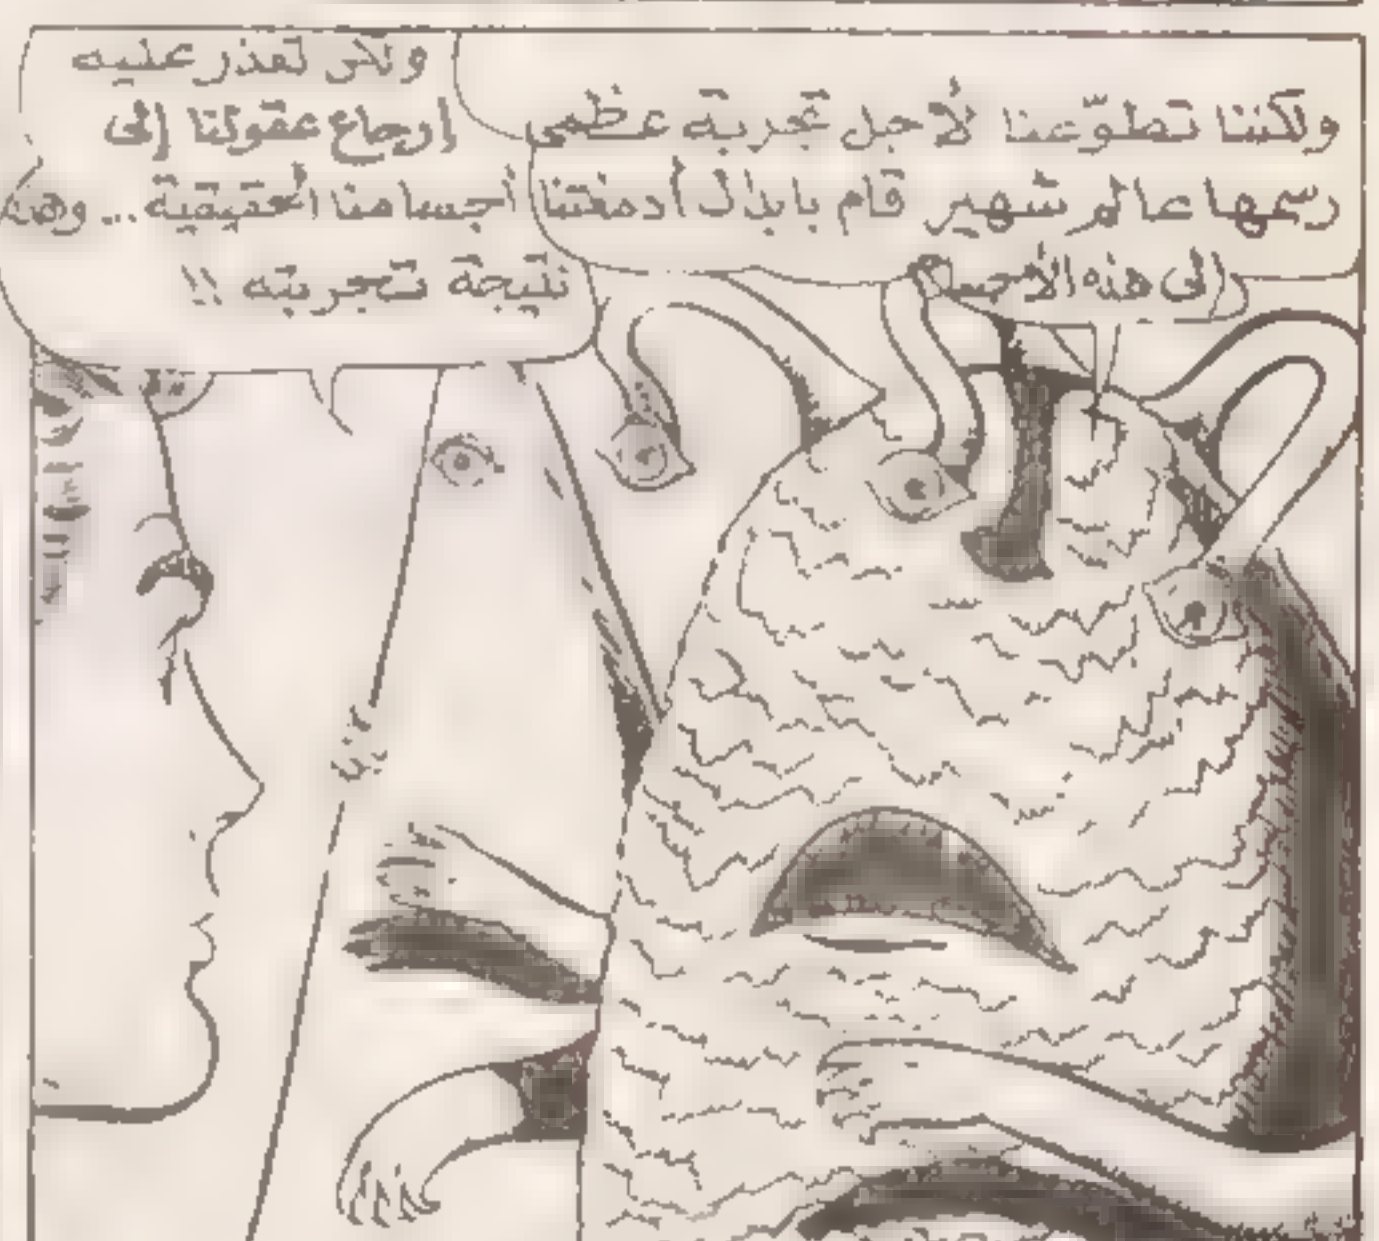 ولكننا تطوّعنا لأجل تجربة عظمى
رسمها عالم شهير قام بابدال أدمغتنا
إلى هذه الأجسام
ولكن تعذر عليه
إرجاع عقولنا إلى
أجسامنا الحقيقية... وهذه
نتيجة تجربته !!